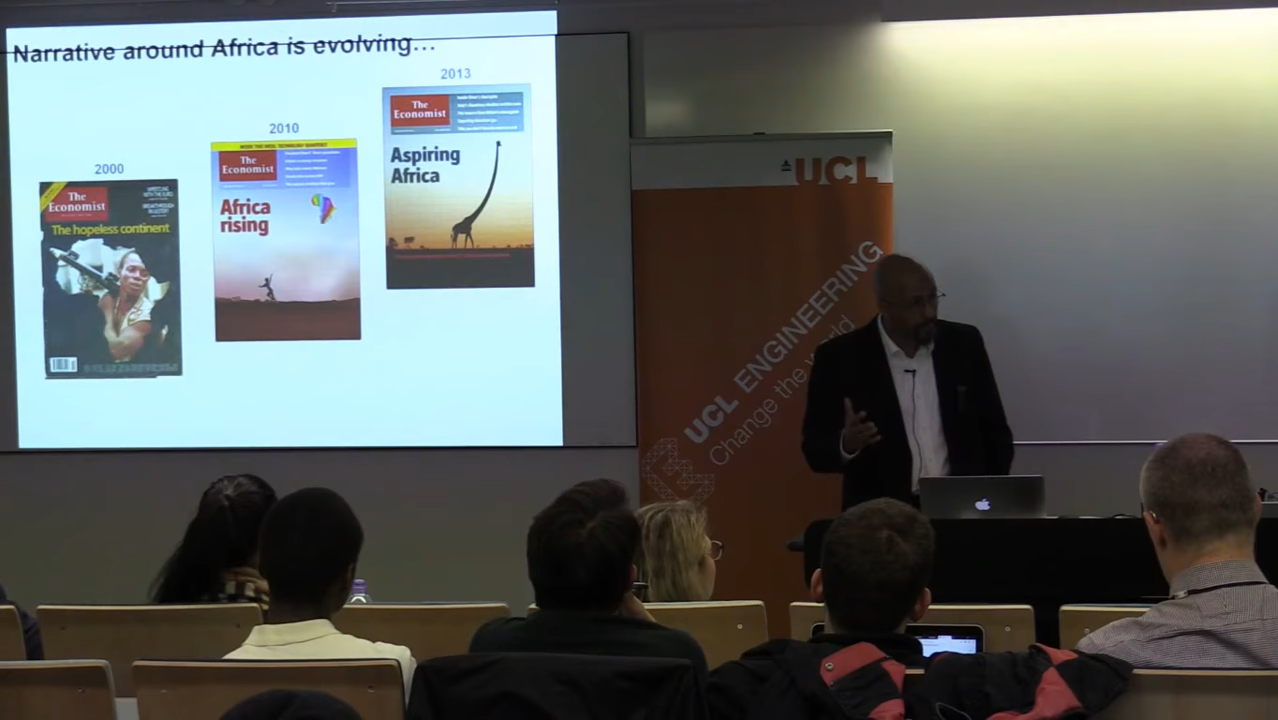 Narrative around Africa is evolving...
2000
The
Economist
The hopeless continent
2010
The
Economist
Africa
rising
2013
The
Economist
Aspiring
Africa
UCL
UCL ENGINEERING
Change the